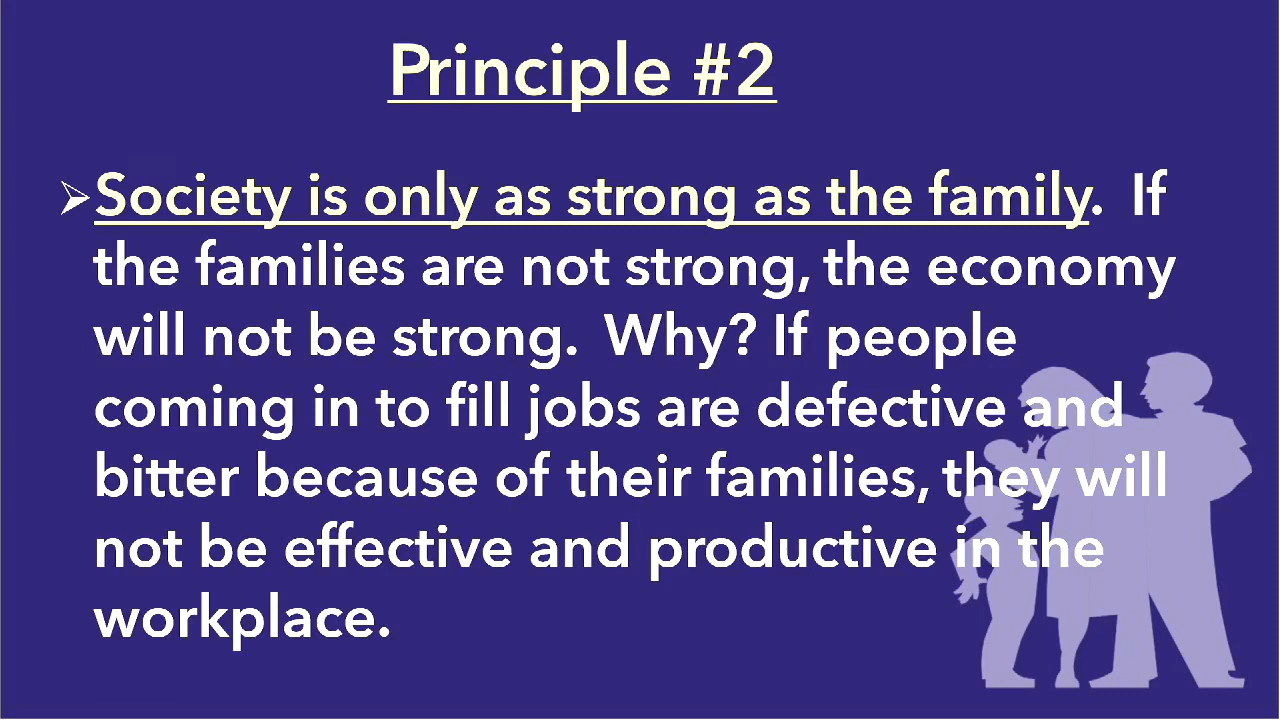 Principle #2
➢Society is only as strong as the family. If
the families are not strong, the economy
will not be strong. Why? If people
coming in to fill jobs are defective and
bitter because of their families, they will
not be effective and productive in the
workplace.